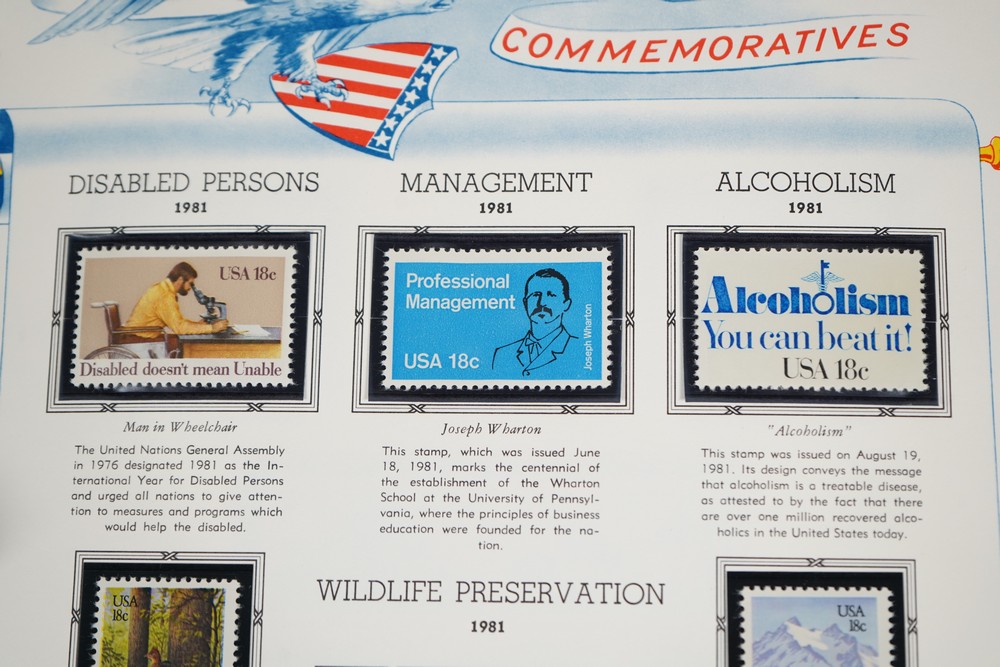 COMMEMORATIVES
DISABLED PERSONS
1981
USA 18c
Disabled doesn't mean Unable
Man in Wheelchair
The United Nations General Assembly
in 1976 designated 1981 as the In-
ternational Year for Disabled Persons
and urged all nations to give atten-
tion to measures and programs which
would help the disabled.
MANAGEMENT
1981
Professional
Management
USA 18c
Joseph Wharton
Joseph Wharton
This stamp, which was issued June
18, 1981, marks the centennial of
the establishment of the Wharton
School at the University of Pennsyl-
vania, where the principles of business
education were founded for the na-
tion.
ALCOHOLISM
1981
Alcoholism
You can beat it!
USA 18c
"Alcoholism"
This stamp was issued on August 19,
1981. Its design conveys the message
that alcoholism is a treatable disease,
as attested to by the fact that there
are over one million recovered alco-
holics in the United States today.
WILDLIFE PRESERVATION
1981
USA
18c
USA
18c